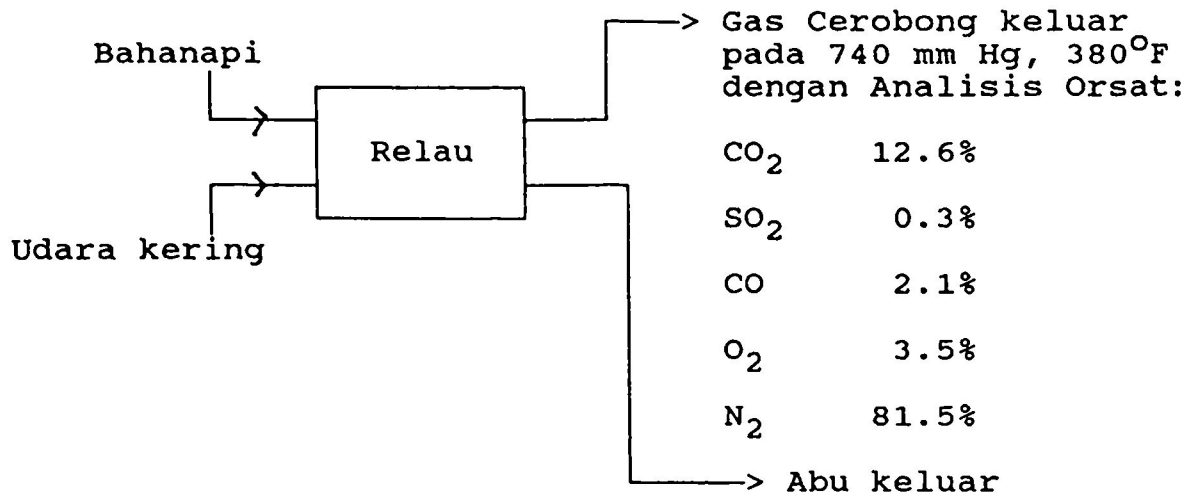 Bahanapi
Udara kering
Relau
Gas Cerobong keluar
pada 740 mm Hg, 380°F
dengan Analisis Orsat:
CO₂ 12.6%
SO₂ 0.3%
CO 2.1%
O₂ 3.5%
N₂ 81.5%
Abu keluar